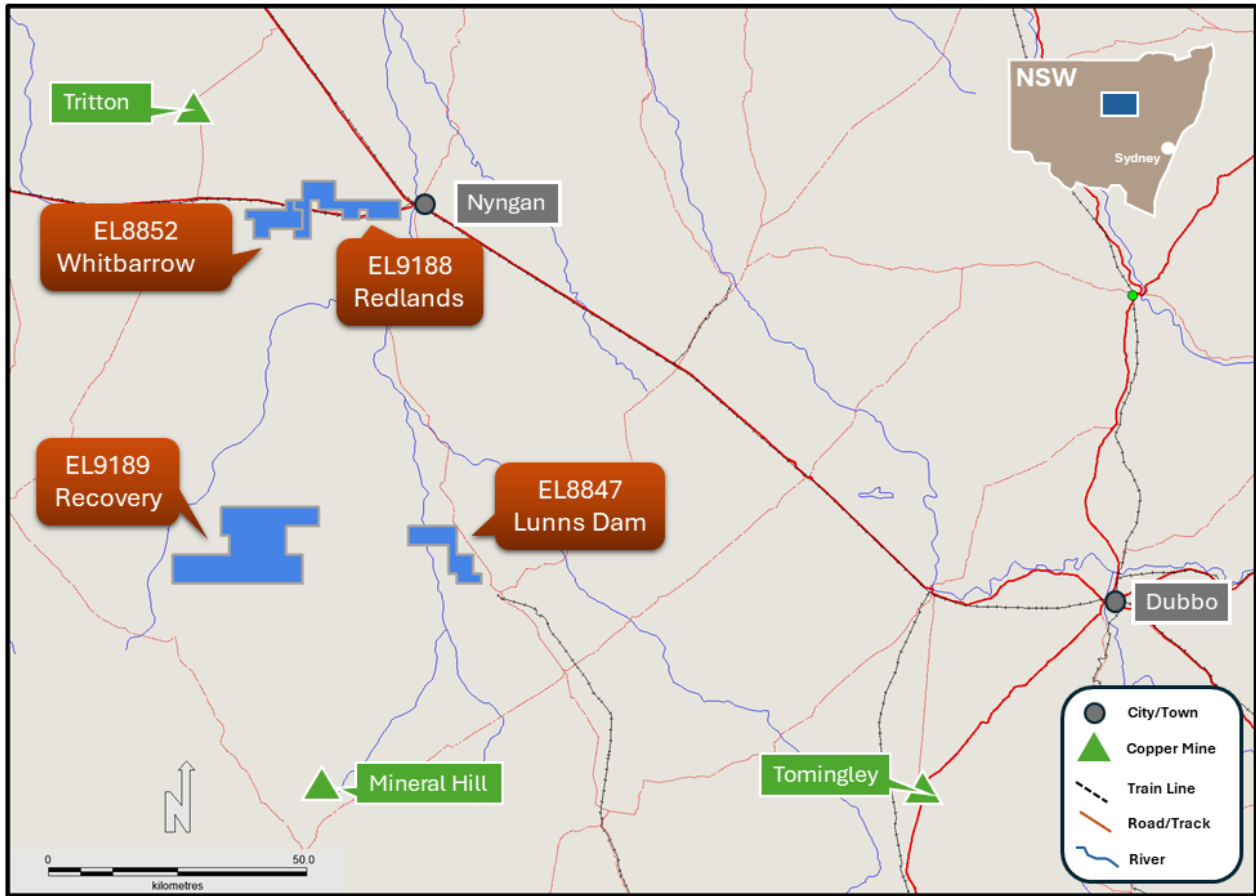 Tritton
NSW
Sydney
Nyngan
EL8852
Whitbarrow
EL9188
Redlands
EL9189
Recovery
EL8847
Lunns Dam
Dubbo
Mineral Hill
Tomingley
City/Town
Copper Mine
Train Line
Road/Track
River
N
0
50.0
kilometres